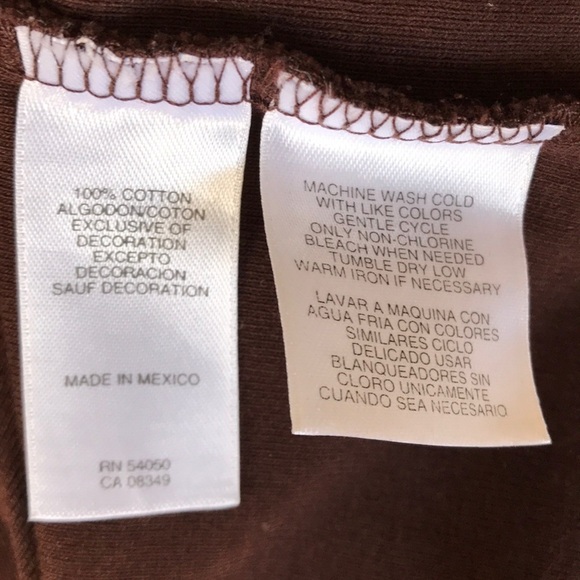 100% COTTON
ALGODON/COTON
EXCLUSIVE OF
DECORATION
EXCEPTO
DECORACION
SAUF DECORATION
MADE IN MEXICO
RN 54050
CA 08349
MACHINE WASH COLD
WITH LIKE COLORS
GENTLE CYCLE
ONLY NON-CHLORINE
BLEACH WHEN NEEDED
TUMBLE DRY LOW
WARM IRON IF NECESSARY
LAVAR A MAQUINA CON
AGUA FRIA CON COLORES
SIMILARES CICLO
DELICADO USAR
BLANQUEADORES SIN
CLORO UNICAMENTE
CUANDO SEA NECESARIO